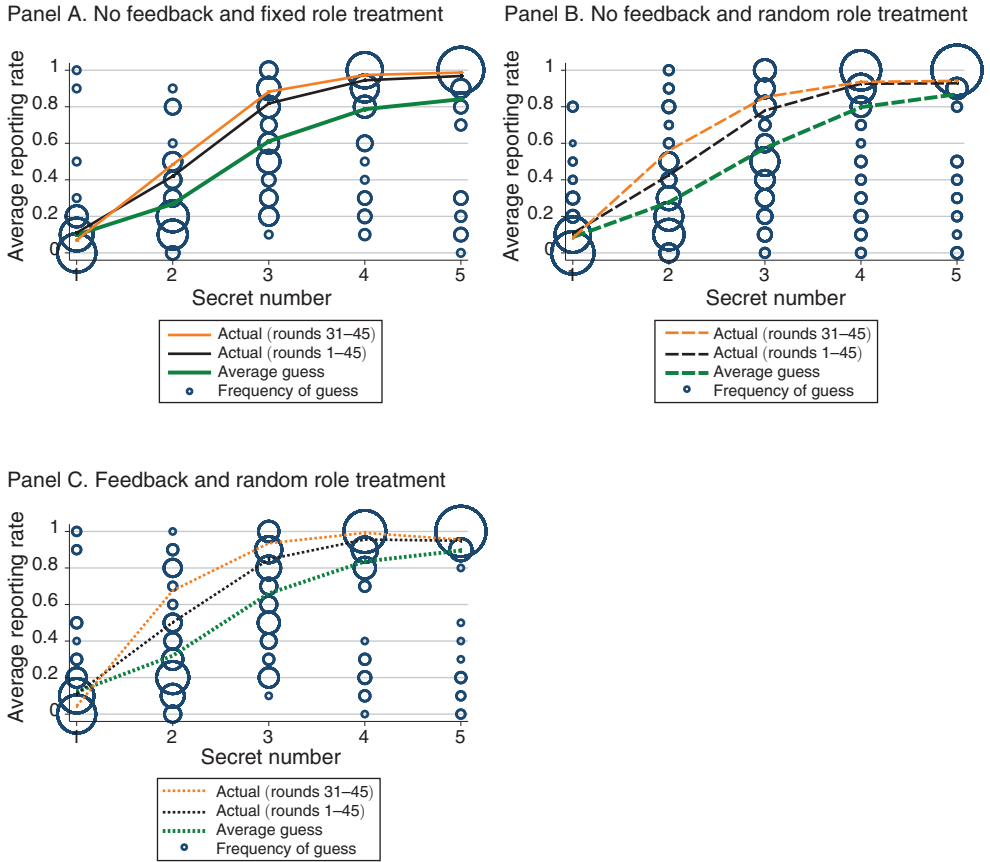 Panel A. No feedback and fixed role treatment
Average reporting rate
1
0.8
0.6
0.4
0.2
0
1
2
3
4
5
Secret number
Actual (rounds 31–45)
Actual (rounds 1–45)
Average guess
Frequency of guess
Panel B. No feedback and random role treatment
Average reporting rate
1
0.8
0.6
0.4
0.2
0
1
2
3
4
5
Secret number
Actual (rounds 31–45)
Actual (rounds 1–45)
Average guess
Frequency of guess
Panel C. Feedback and random role treatment
Average reporting rate
1
0.8
0.6
0.4
0.2
0
1
2
3
4
5
Secret number
Actual (rounds 31–45)
Actual (rounds 1–45)
Average guess
Frequency of guess